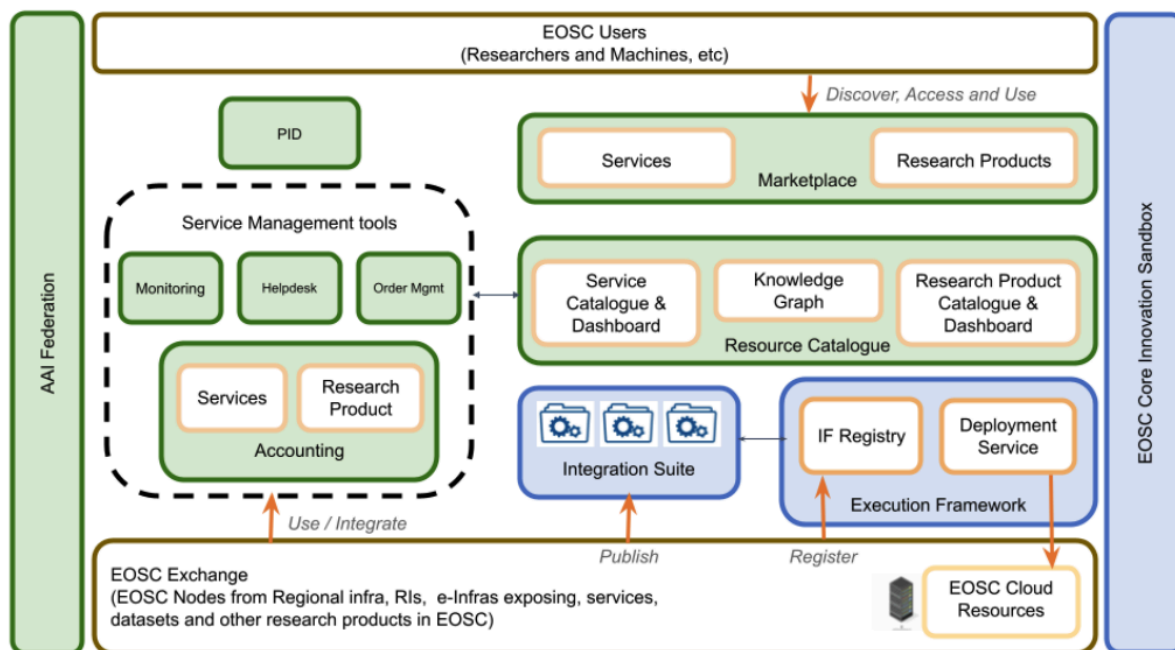 EOSC Users
(Researchers and Machines, etc)
Discover, Access and Use
PID
Services
Research Products
Marketplace
Service Management tools
Monitoring
Helpdesk
Order Mgmt
Service
Catalogue &
Dashboard
Knowledge
Graph
Research Product
Catalogue &
Dashboard
Resource Catalogue
Services
Research
Product
Accounting
Integration Suite
IF Registry
Deployment
Service
Execution Framework
Use / Integrate
Publish
Register
EOSC Exchange
(EOSC Nodes from Regional infra, RIs, e-Infras exposing, services,
datasets and other research products in EOSC)
EOSC Cloud
Resources
AAI Federation
EOSC Core Innovation Sandbox